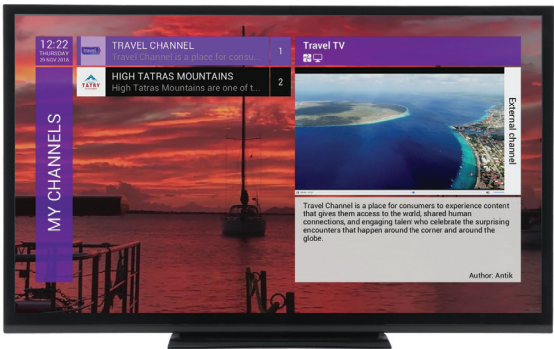 12:22
THURSDAY
29 NOV 2018
MY CHANNELS
travel
TRAVEL CHANNEL
Travel Channel is a place for consu...
1
TATRY
HIGH TATRAS MOUNTAINS
High Tatras Mountains are one of t...
2
Travel TV
External channel
Travel Channel is a place for consumers to experience content
that gives them access to the world, shared human
connections, and engaging talent who celebrate the surprising
encounters that happen around the corner and around the
globe.
Author: Antik